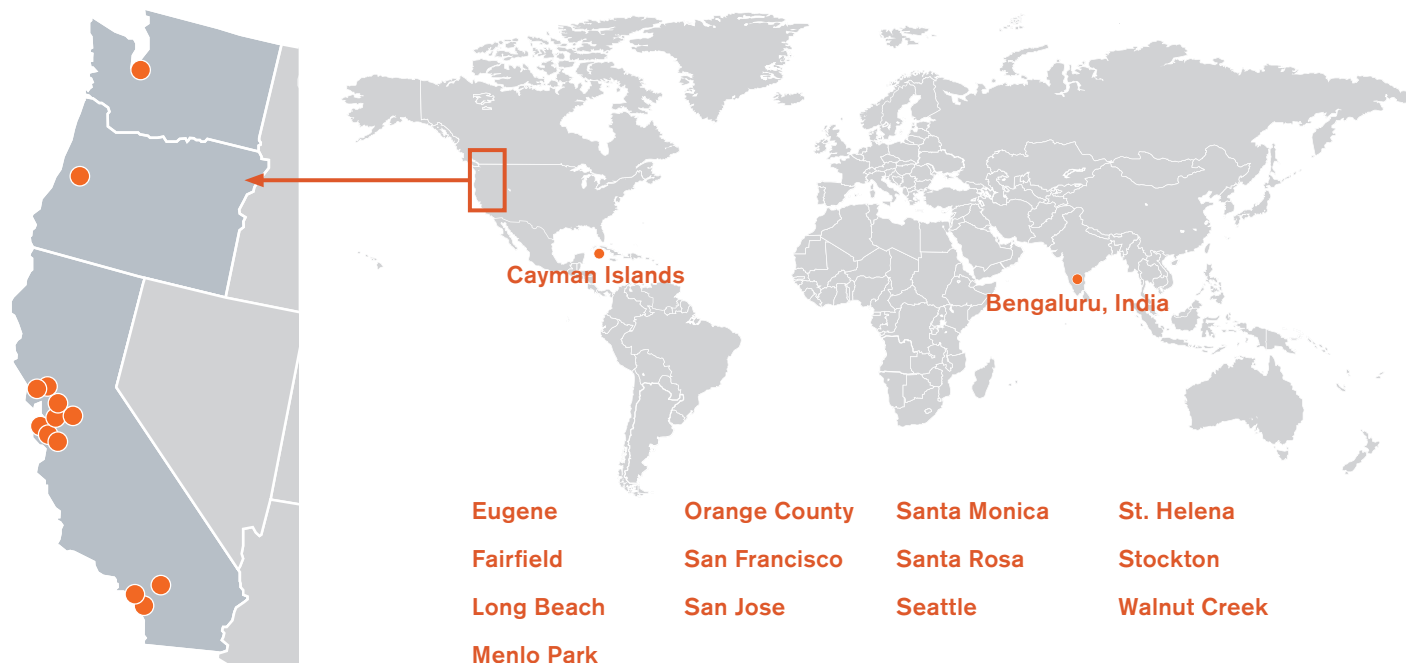 Cayman Islands
Bengaluru, India
Eugene
Fairfield
Long Beach
Menlo Park
Orange County
San Francisco
San Jose
Santa Monica
Santa Rosa
Seattle
St. Helena
Stockton
Walnut Creek